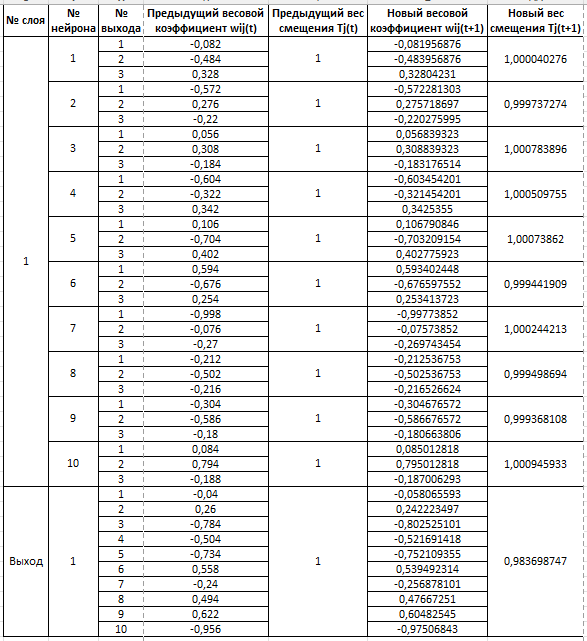 № слоя № нейрона № выхода Предыдущий весовой коэффициент wij(t) Предыдущий вес смещения Tj(t) Новый весовой коэффициент wij(t+1) Новый вес смещения Tj(t+1)
1 1 1 -0,082 1 -0,081956876 1,000040276
2 -0,484 -0,483956876
3 0,328 0,32804231
2 1 -0,572 1 -0,572281303 0,999737274
2 0,276 0,275718697
3 -0,22 -0,220275995
3 1 0,056 1 0,056839323 1,000783896
2 0,308 0,308839323
3 -0,184 -0,183176514
4 1 -0,604 1 -0,603454201 1,000509755
2 -0,322 -0,321454201
3 0,342 0,3425355
5 1 0,106 1 0,106790846 1,00073862
2 -0,704 -0,703209154
3 0,402 0,402775923
6 1 0,594 1 0,593402448 0,999441909
2 -0,676 -0,676597552
3 0,254 0,253413723
7 1 -0,998 1 -0,99773852 1,000244213
2 -0,076 -0,07573852
3 -0,27 -0,269743454
8 1 -0,212 1 -0,212536753 0,999498694
2 -0,502 -0,502536753
3 -0,216 -0,216526624
9 1 -0,304 1 -0,304676572 0,999368108
2 -0,586 -0,586676572
3 -0,18 -0,180663806
10 1 0,084 1 0,085012818 1,000945933
2 0,794 0,795012818
3 -0,188 -0,187006293
Выход 1 1 -0,04 1 -0,058065593 0,983698747
2 0,26 0,242223497
3 -0,784 -0,802525101
4 -0,504 -0,521691418
5 -0,734 -0,752109355
6 0,558 0,539492314
7 -0,24 -0,256878101
8 0,494 0,47667251
9 0,622 0,60482545
10 -0,956 -0,97506843